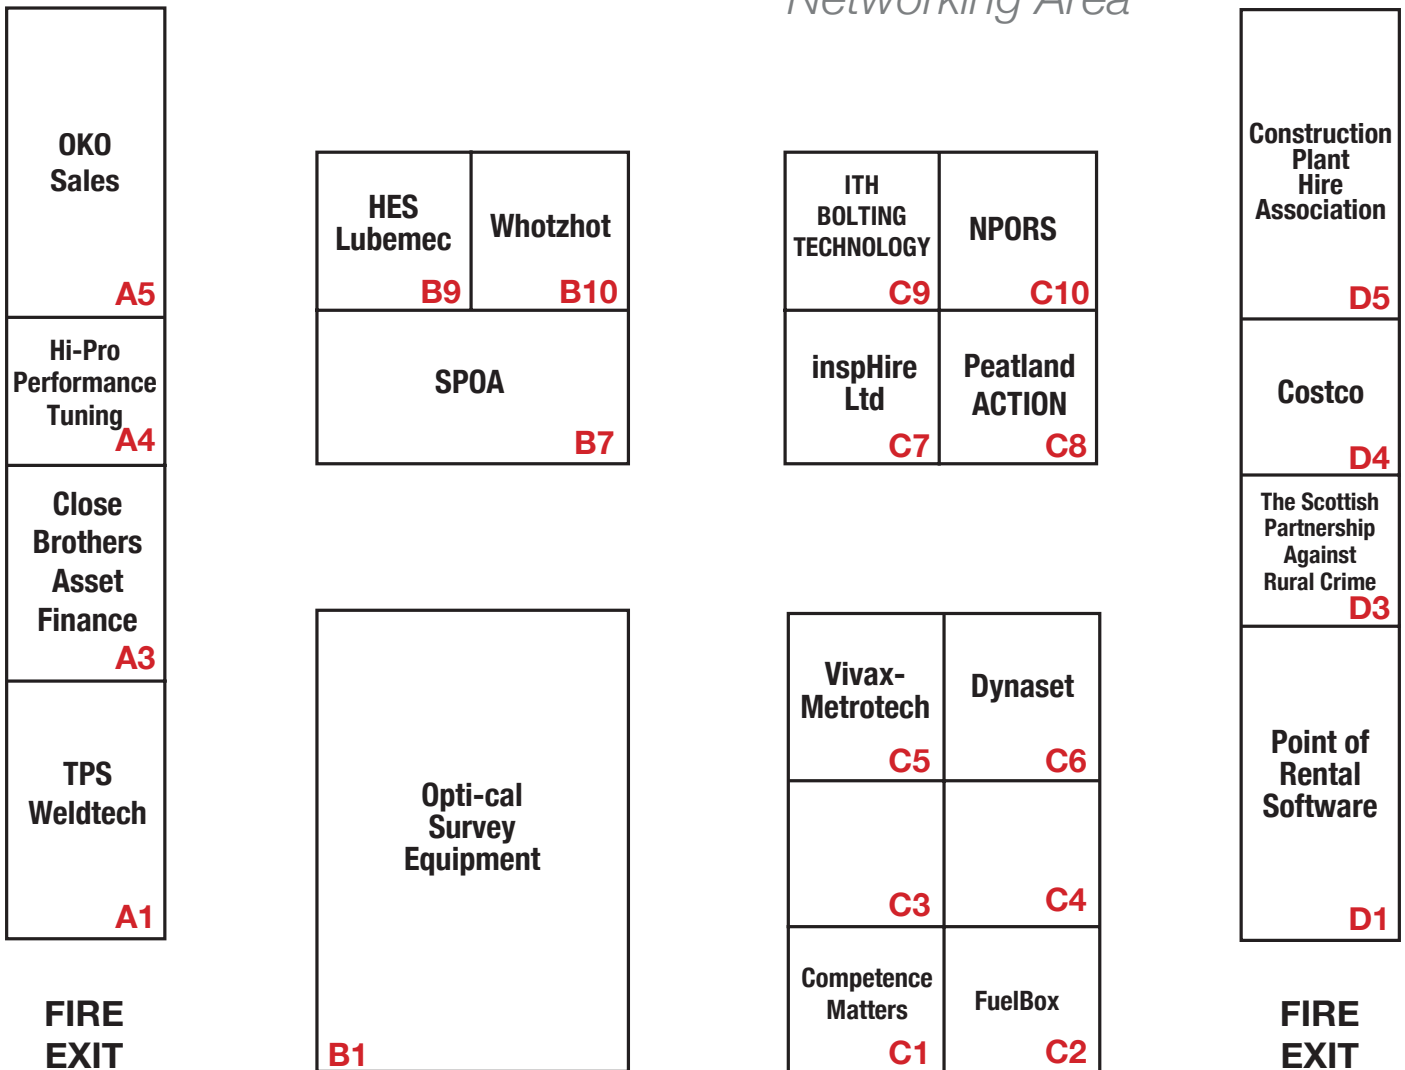 Networking Area
OKO
Sales
A5
Hi-Pro
Performance
Tuning
A4
Close
Brothers
Asset
Finance
A3
TPS
Weldtech
A1
FIRE
EXIT
HES
Lubemec
B9
Whotzhot
B10
SPOA
B7
Opti-cal
Survey
Equipment
B1
ITH
BOLTING
TECHNOLOGY
C9
NPORS
C10
inspHire
Ltd
C7
Peatland
ACTION
C8
Vivax-
Metrotech
C5
Dynaset
C6
C3
C4
Competence
Matters
C1
FuelBox
C2
Construction
Plant
Hire
Association
D5
Costco
D4
The Scottish
Partnership
Against
Rural Crime
D3
Point of
Rental
Software
D1
FIRE
EXIT